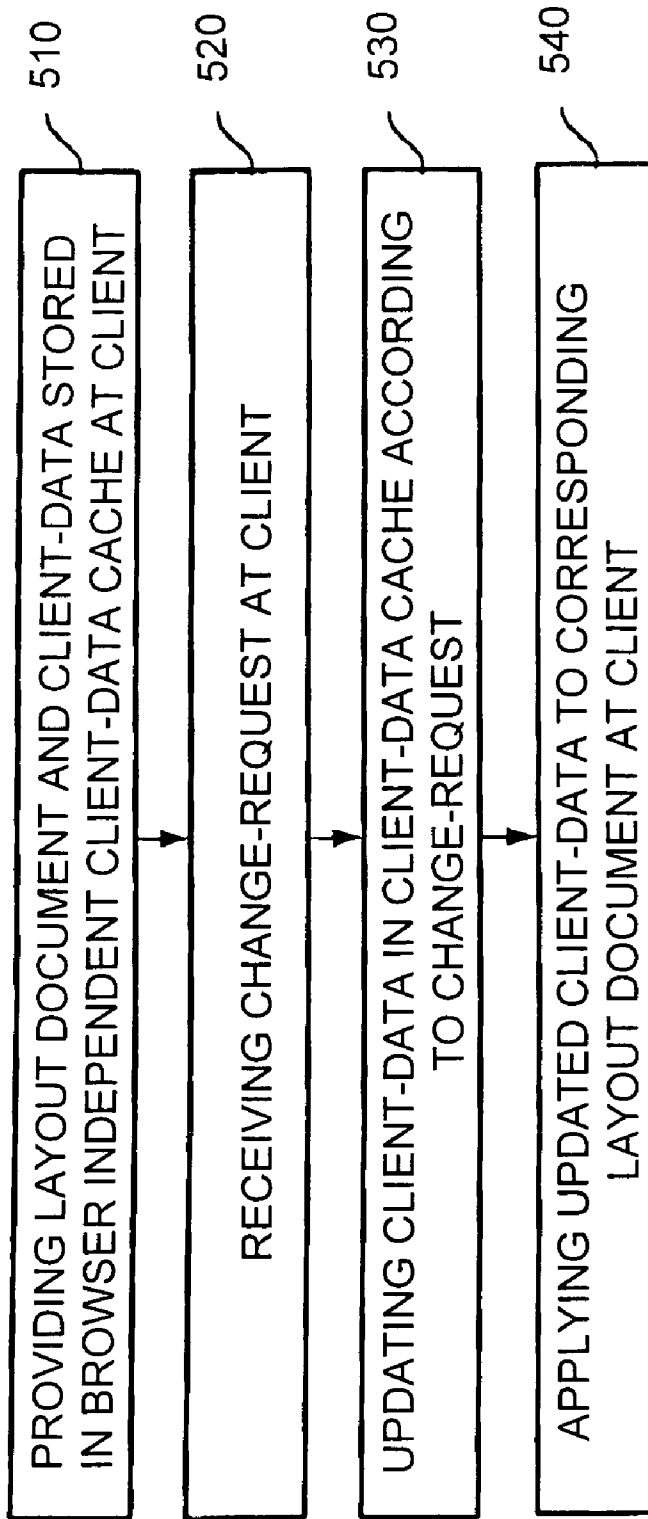 510
PROVIDING LAYOUT DOCUMENT AND CLIENT-DATA STORED
IN BROWSER INDEPENDENT CLIENT-DATA CACHE AT CLIENT
520
RECEIVING CHANGE-REQUEST AT CLIENT
530
UPDATING CLIENT-DATA IN CLIENT-DATA CACHE ACCORDING
TO CHANGE-REQUEST
540
APPLYING UPDATED CLIENT-DATA TO CORRESPONDING
LAYOUT DOCUMENT AT CLIENT